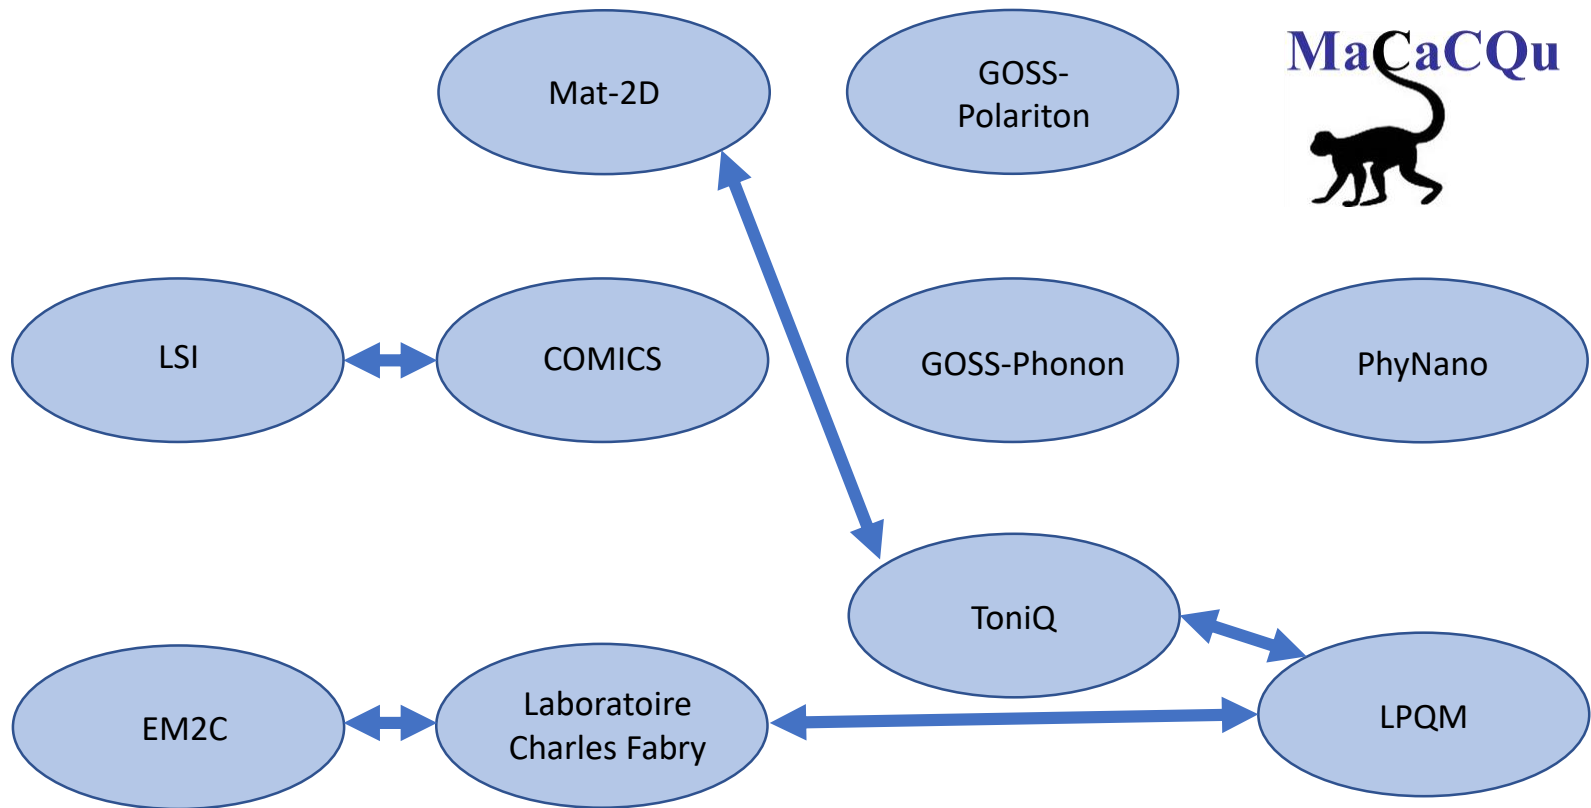 Mat-2D
GOSS-
Polariton
MaCaCQu
LSI
COMICS
GOSS-Phonon
PhyNano
ToniQ
EM2C
Laboratoire
Charles Fabry
LPQM